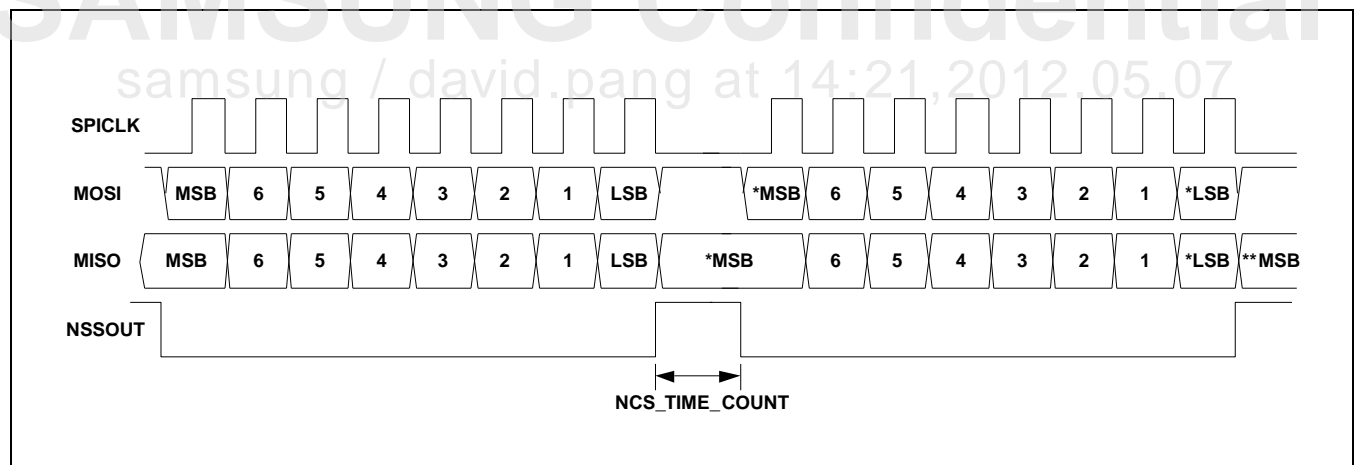 SAMSUNG Confidential
samsung / david.pang at 14:21,2012.05.07
SPICLK
MOSI MSB 6 5 4 3 2 1 LSB *MSB 6 5 4 3 2 1 *LSB
MISO MSB 6 5 4 3 2 1 LSB *MSB 6 5 4 3 2 1 *LSB **MSB
NSSOUT
NCS_TIME_COUNT